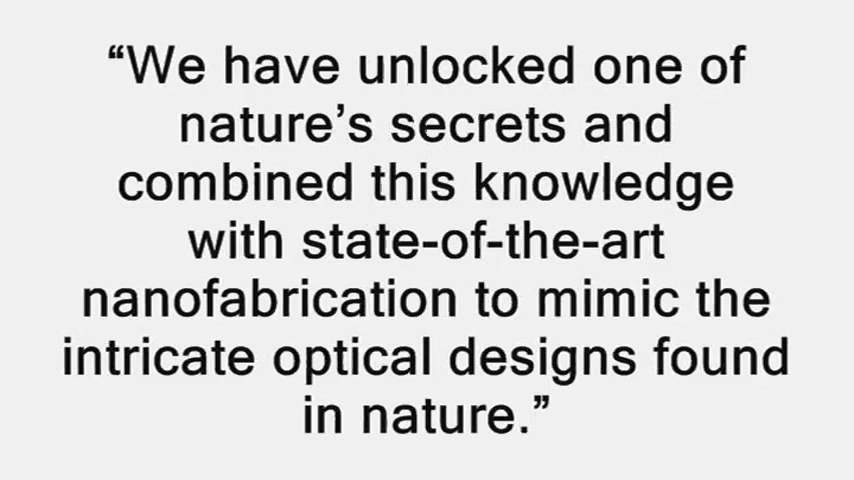 “We have unlocked one of
nature’s secrets and
combined this knowledge
with state-of-the-art
nanofabrication to mimic the
intricate optical designs found
in nature.”